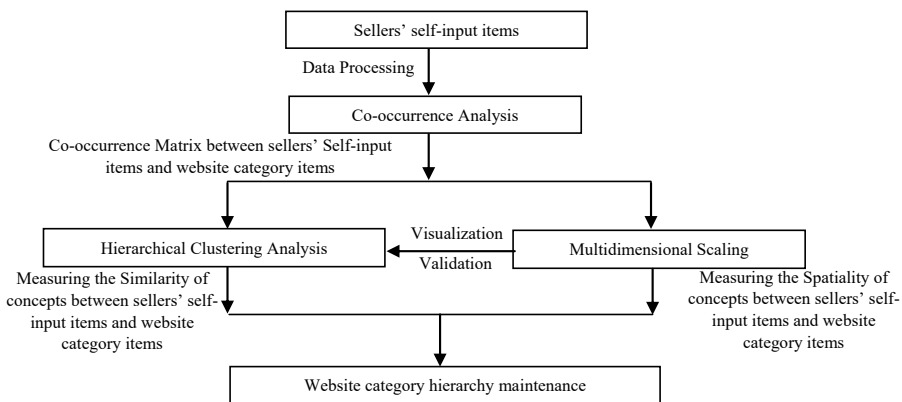 Sellers’ self-input items
Data Processing
Co-occurrence Analysis
Co-occurrence Matrix between sellers’ Self-input
items and website category items
Hierarchical Clustering Analysis
Visualization
Validation
Multidimensional Scaling
Measuring the Similarity of
concepts between sellers’ self-
input items and website
category items
Measuring the Spatiality of
concepts between sellers’ self-
input items and website
category items
Website category hierarchy maintenance